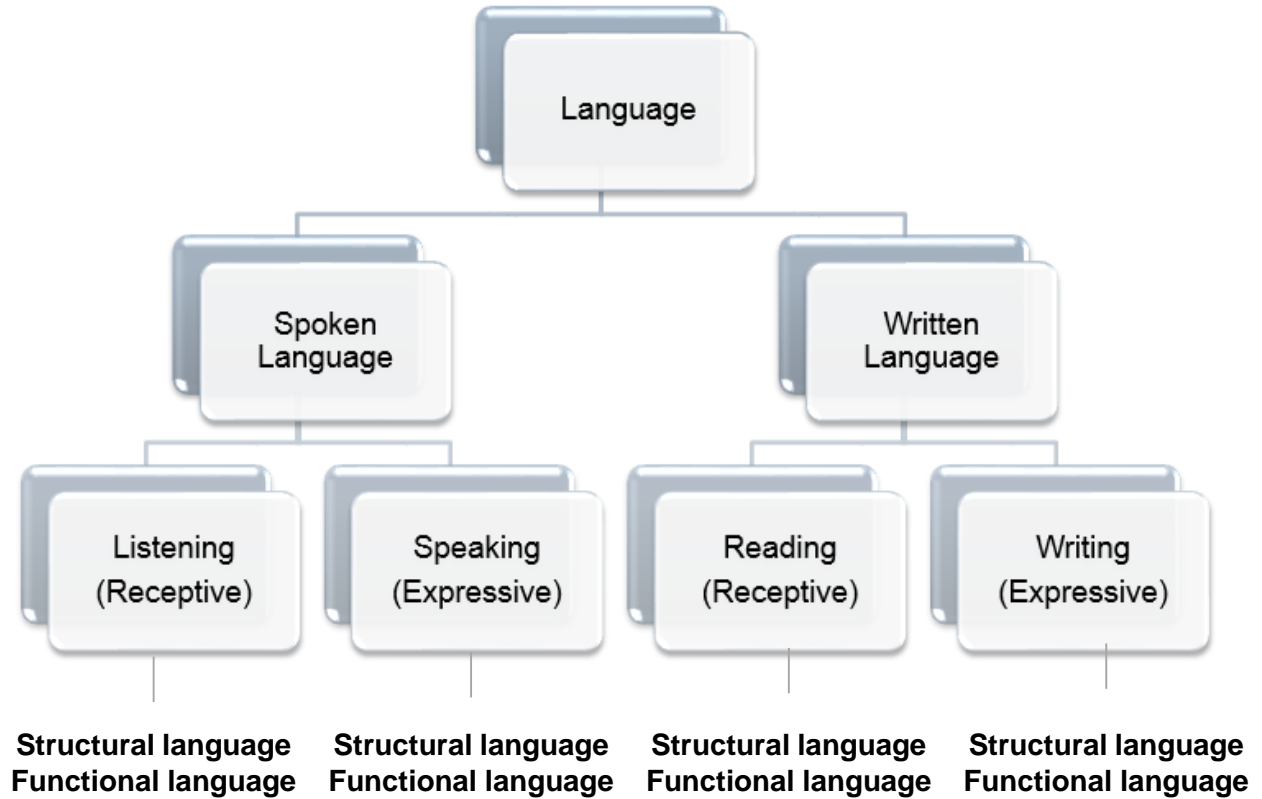 Language
Spoken
Language
Written
Language
Listening
(Receptive)
Speaking
(Expressive)
Reading
(Receptive)
Writing
(Expressive)
Structural language
Functional language
Structural language
Functional language
Structural language
Functional language
Structural language
Functional language